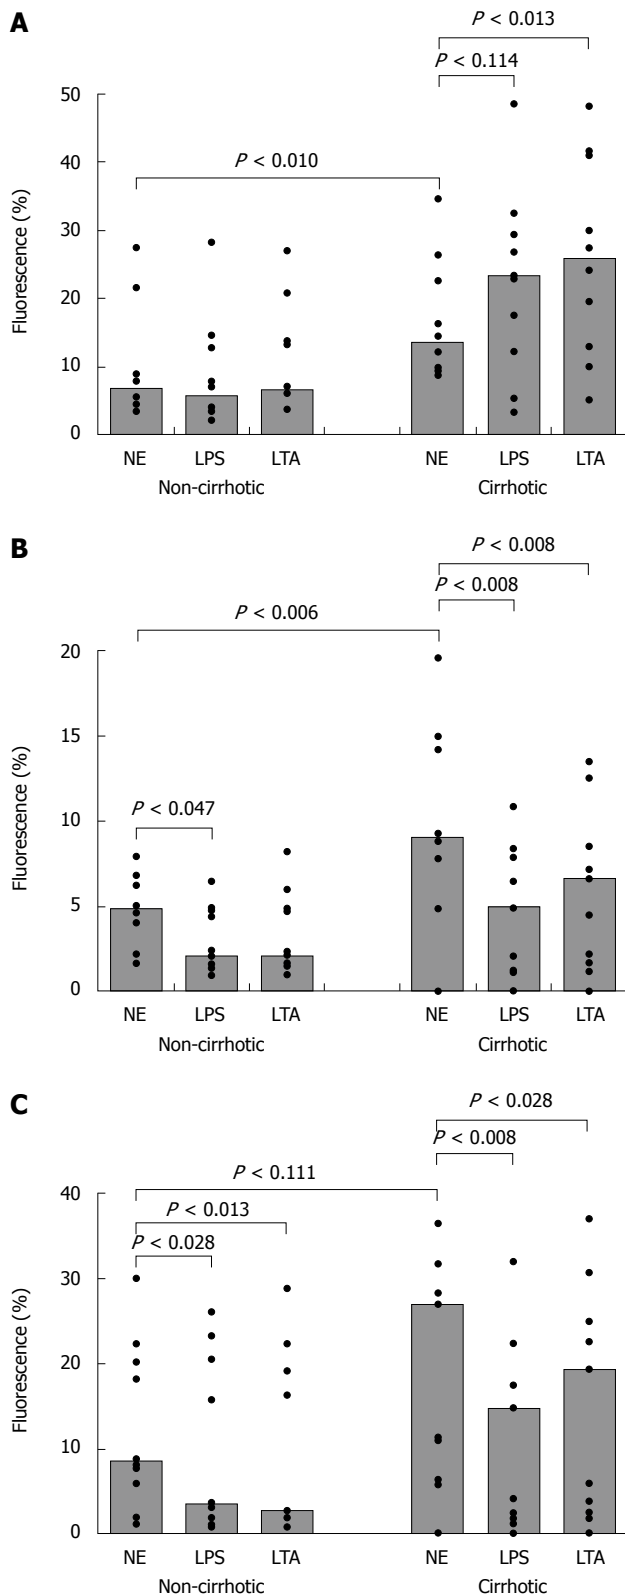 A
P < 0.013
P < 0.114
P < 0.010
50
40
30
20
10
0
Fluorescence (%)
NE LPS LTA NE LPS LTA
Non-cirrhotic Cirrhotic
B
P < 0.008
P < 0.008
P < 0.006
P < 0.047
20
15
10
5
0
Fluorescence (%)
NE LPS LTA NE LPS LTA
Non-cirrhotic Cirrhotic
C
P < 0.028
P < 0.008
P < 0.111
P < 0.013
P < 0.028
40
30
20
10
0
Fluorescence (%)
NE LPS LTA NE LPS LTA
Non-cirrhotic Cirrhotic